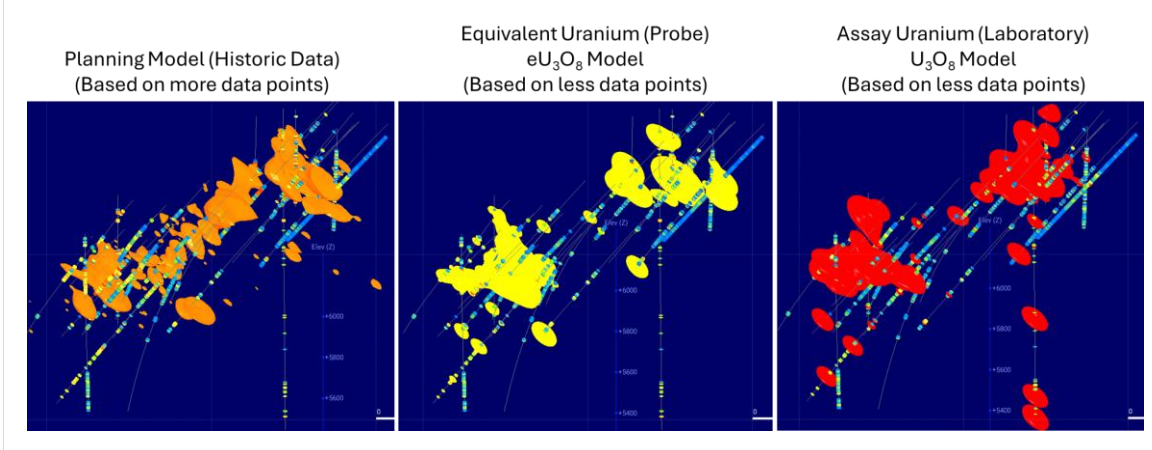 Planning Model (Historic Data)
(Based on more data points)
Equivalent Uranium (Probe)
eU₃O₈ Model
(Based on less data points)
Assay Uranium (Laboratory)
U₃O₈ Model
(Based on less data points)
Elev (Z)
+6000
+5800
+5600
0
Elev (Z)
+6000
+5800
+5600
+5400
0
Elev (Z)
+6000
+5800
+5600
+5400
0